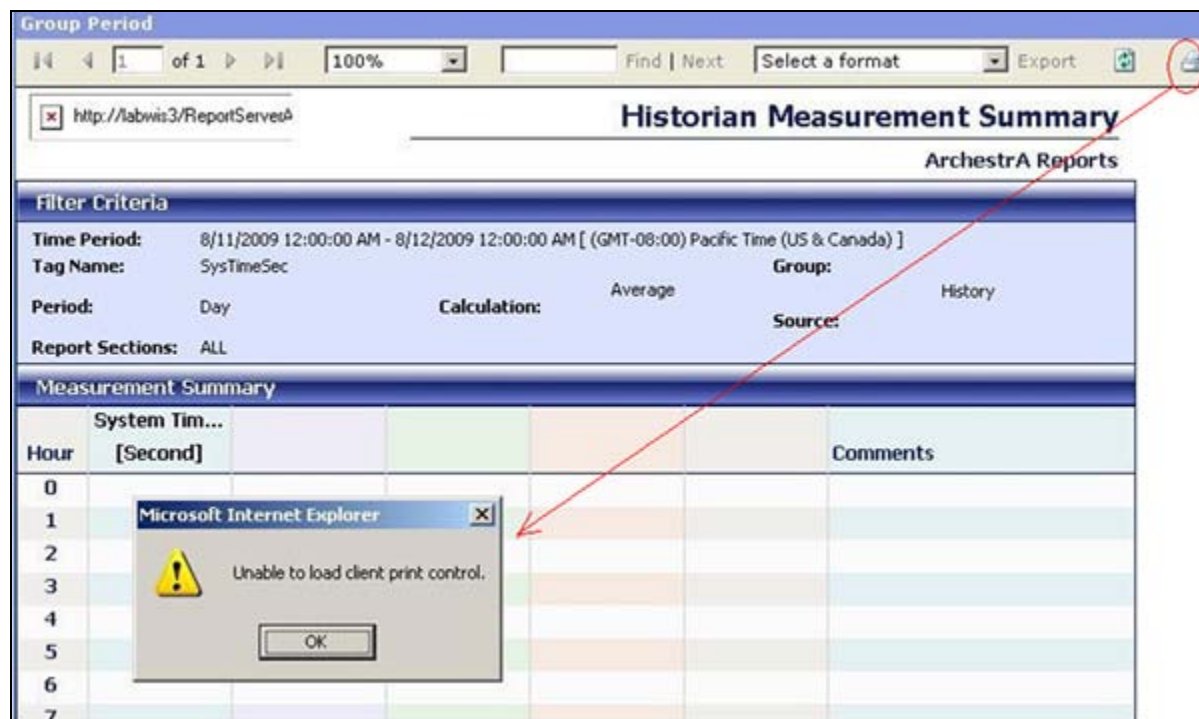 Group Period
1 of 1 100% Find | Next Select a format Export
http://labwis3/ReportServerA
Historian Measurement Summary
ArchestrA Reports
Filter Criteria
Time Period: 8/11/2009 12:00:00 AM - 8/12/2009 12:00:00 AM [ (GMT-08:00) Pacific Time (US & Canada) ]
Tag Name: SysTimeSec Group:
Period: Day Calculation: Average Source: History
Report Sections: ALL
Measurement Summary
System Tim...
Hour [Second] Comments
0
1
2
3
4
5
6
7
Microsoft Internet Explorer
Unable to load client print control.
OK